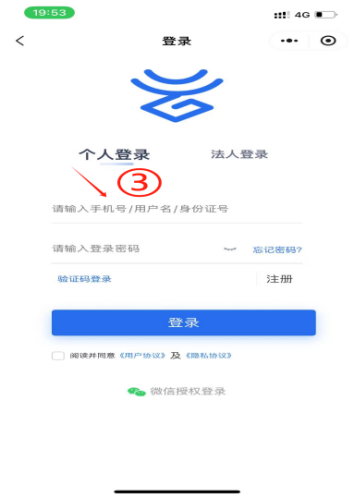 19:53
4G
登录
个人登录 法人登录
③
请输入手机号/用户名/身份证号
请输入登录密码 忘记密码?
验证码登录 注册
登录
阅读并同意《用户协议》及《隐私协议》
微信授权登录